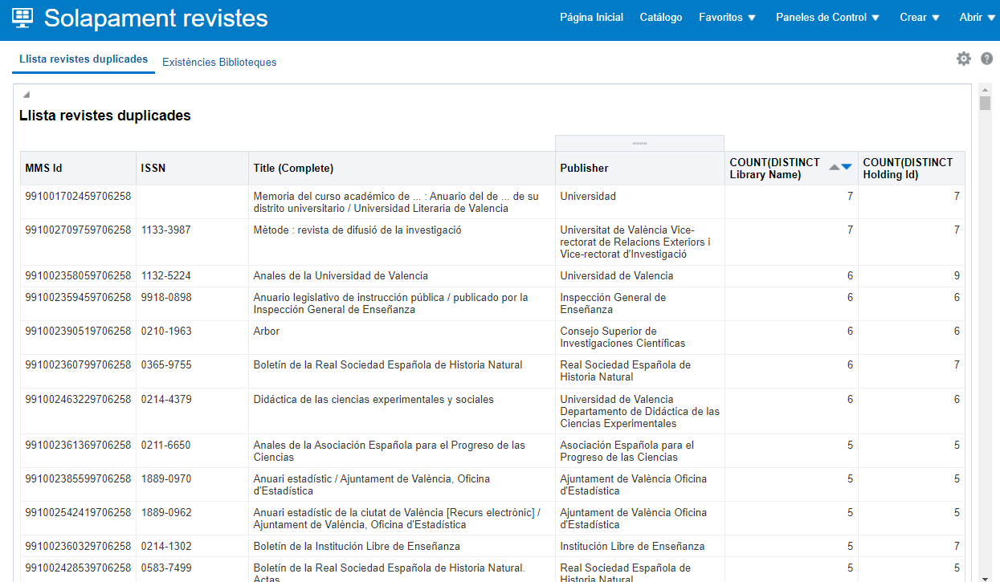 Solapament revistes
Página Inicial Catálogo Favoritos Paneles de Control Crear Abrir
Llista revistes duplicades Existències Biblioteques
Llista revistes duplicades
MMS Id ISSN Title (Complete) Publisher COUNT(DISTINCT Library Name) COUNT(DISTINCT Holding Id)
991001702459706258 Memoria del curso académico de ... : Anuario del de ... de su Universidad 7 7
distrito universitario / Universidad Literaria de Valencia
991002709759706258 1133-3987 Mètode : revista de difusió de la investigació Universitat de València Vice- 7 7
rectorat de Relacions Exteriors i
Vice-rectorat d'Investigació
991002358059706258 1132-5224 Anales de la Universidad de Valencia Universidad de Valencia 6 9
991002359459706258 9918-0898 Anuario legislativo de instrucción pública / publicado por la Inspección General de 6 6
Inspección General de Enseñanza Enseñanza
991002390519706258 0210-1963 Arbor Consejo Superior de 6 6
Investigaciones Científicas
991002360799706258 0365-9755 Boletín de la Real Sociedad Española de Historia Natural Real Sociedad Española de 6 7
Historia Natural
991002463229706258 0214-4379 Didáctica de las ciencias experimentales y sociales Universidad de Valencia 6 6
Departamento de Didáctica de las
Ciencias Experimentales
991002361369706258 0211-6650 Anales de la Asociación Española para el Progreso de las Asociación Española para el 5 5
Ciencias Progreso de las Ciencias
991002385599706258 1889-0970 Anuari estadístic / Ajuntament de València, Oficina Ajuntament de València Oficina 5 5
d'Estadística d'Estadística
991002542419706258 1889-0962 Anuari estadístic de la ciutat de València [Recurs electrònic] / Ajuntament de València Oficina 5 5
Ajuntament de València, Oficina d'Estadística d'Estadística
991002360329706258 0214-1302 Boletín de la Institución Libre de Enseñanza Institución Libre de Enseñanza 5 7
991002428539706258 0583-7499 Boletín de la Real Sociedad Española de Historia Natural. Real Sociedad Española de 5 5
Actas Historia Natural